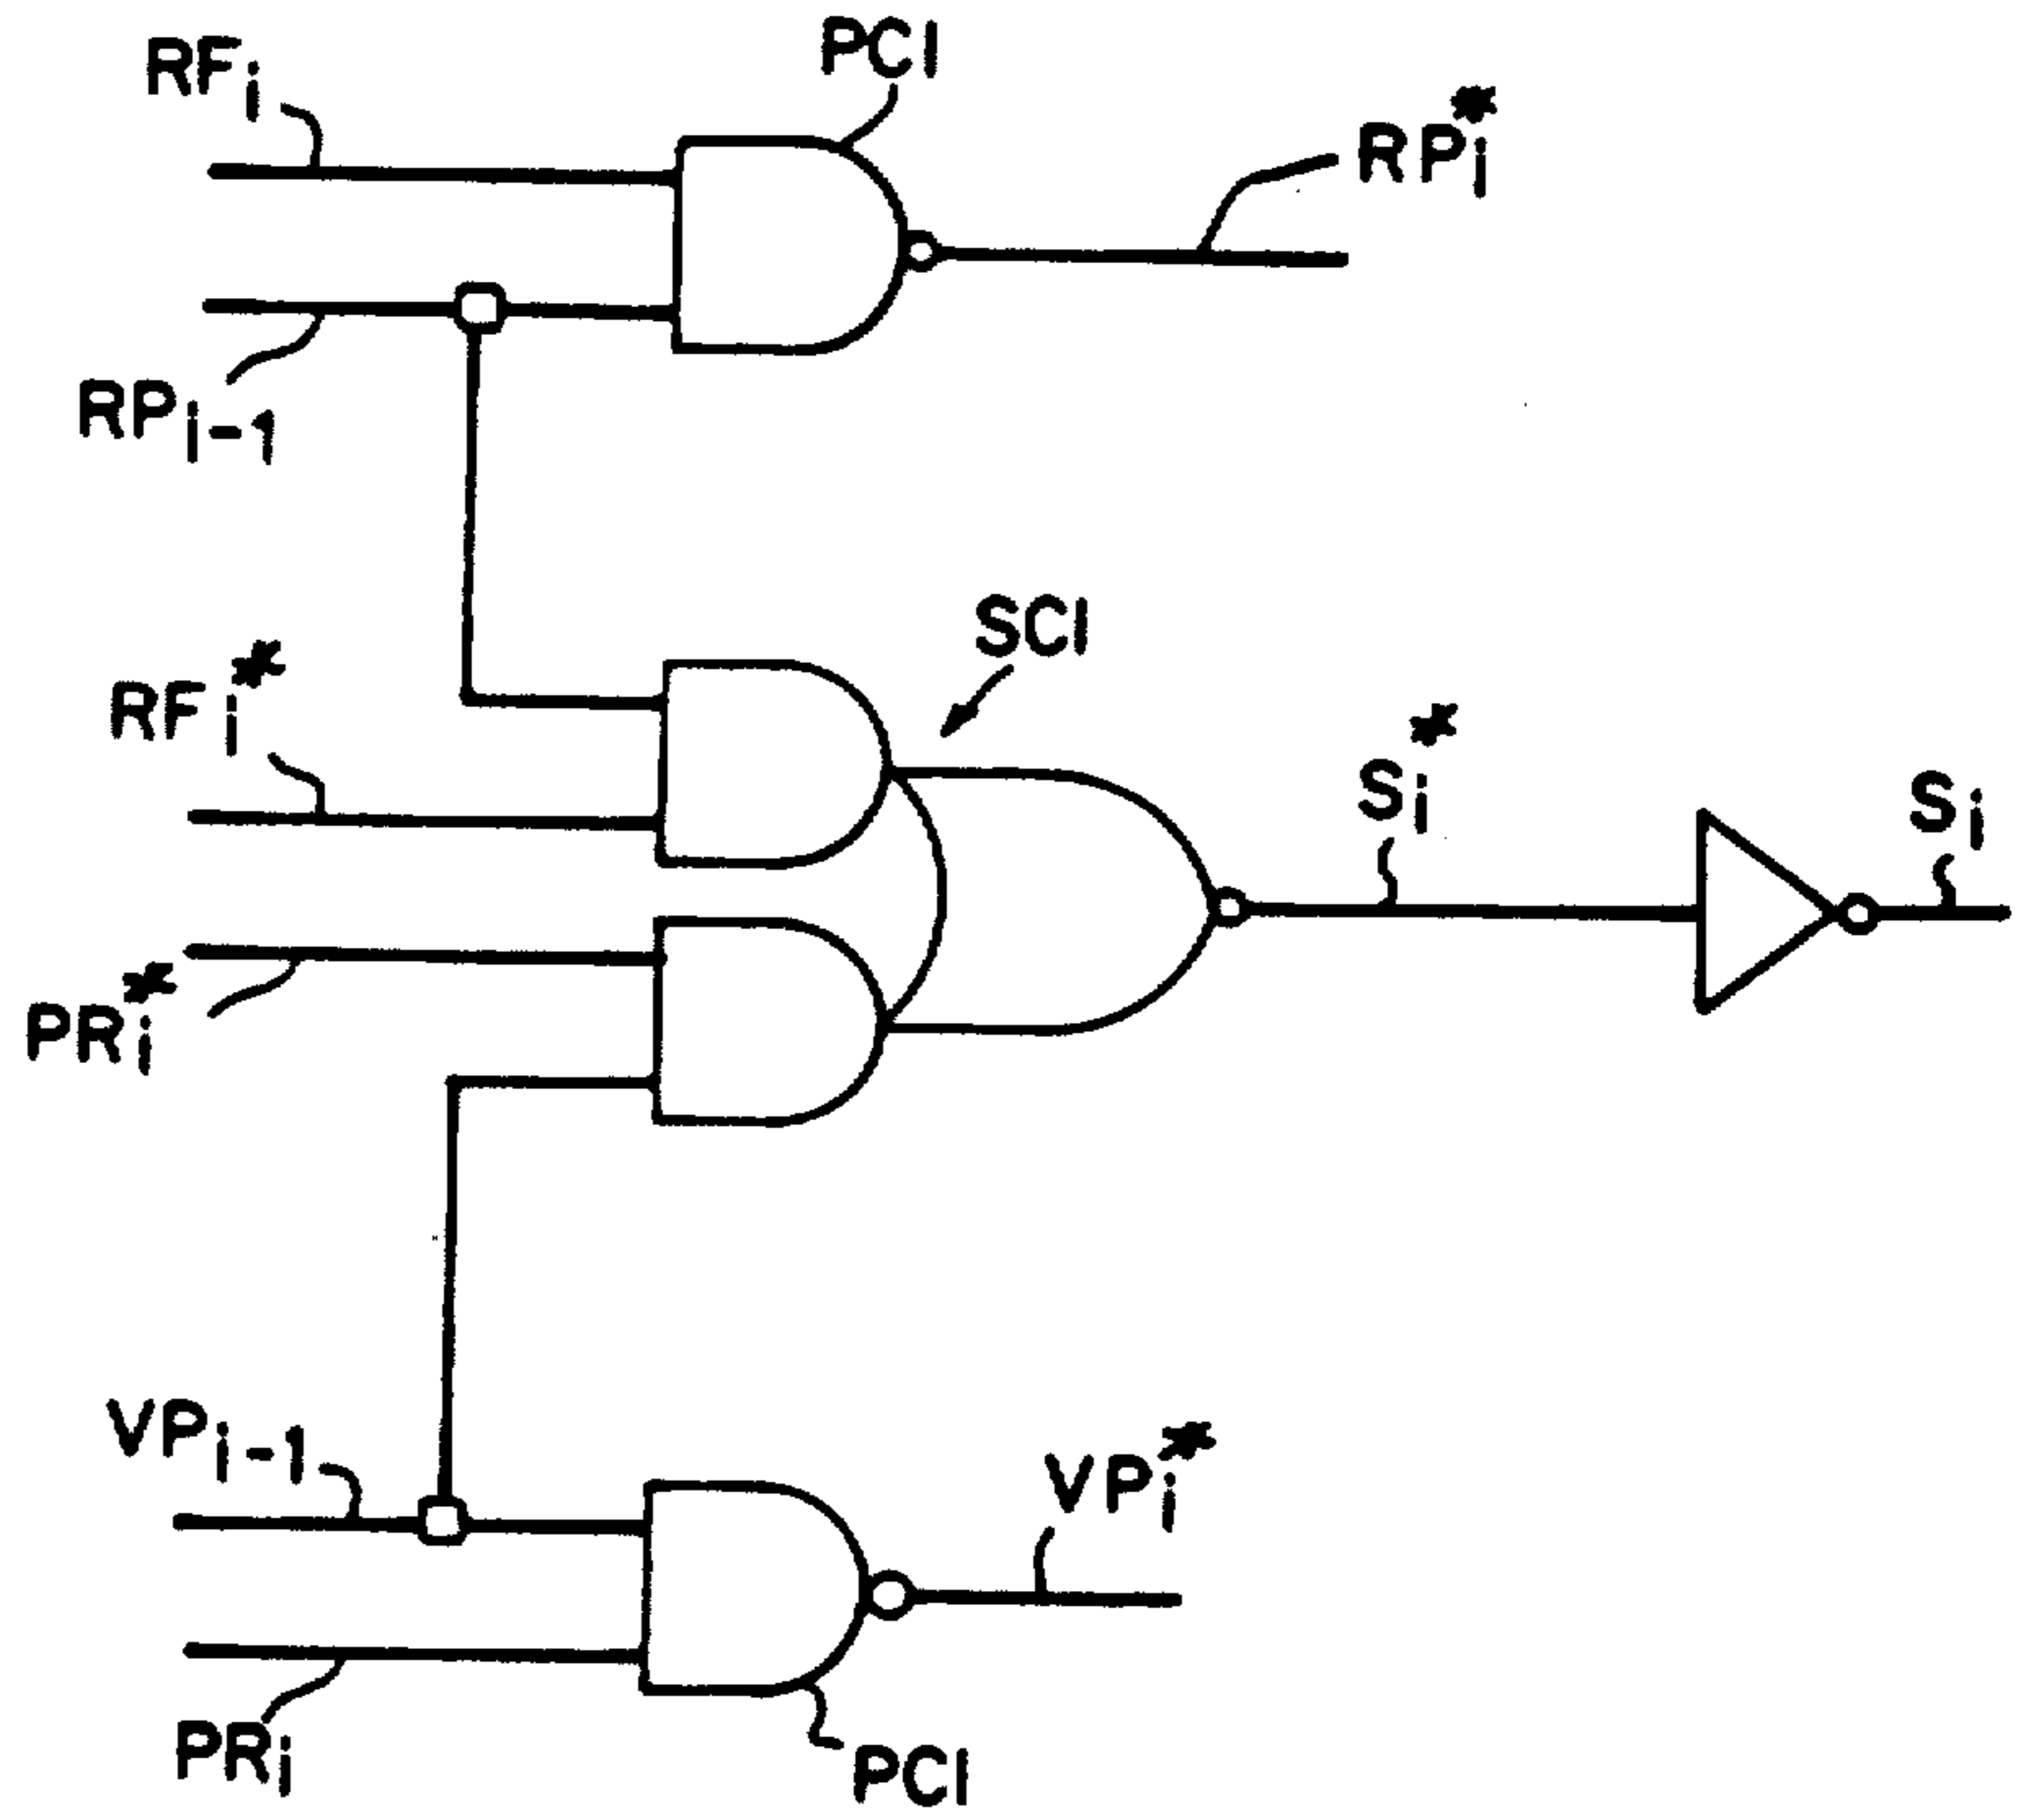 RFi
PCI
RPi*
RPi-1
SCI
RFi*
Si*
Si
PRi*
VPi-1
VPi*
PRi
PCI